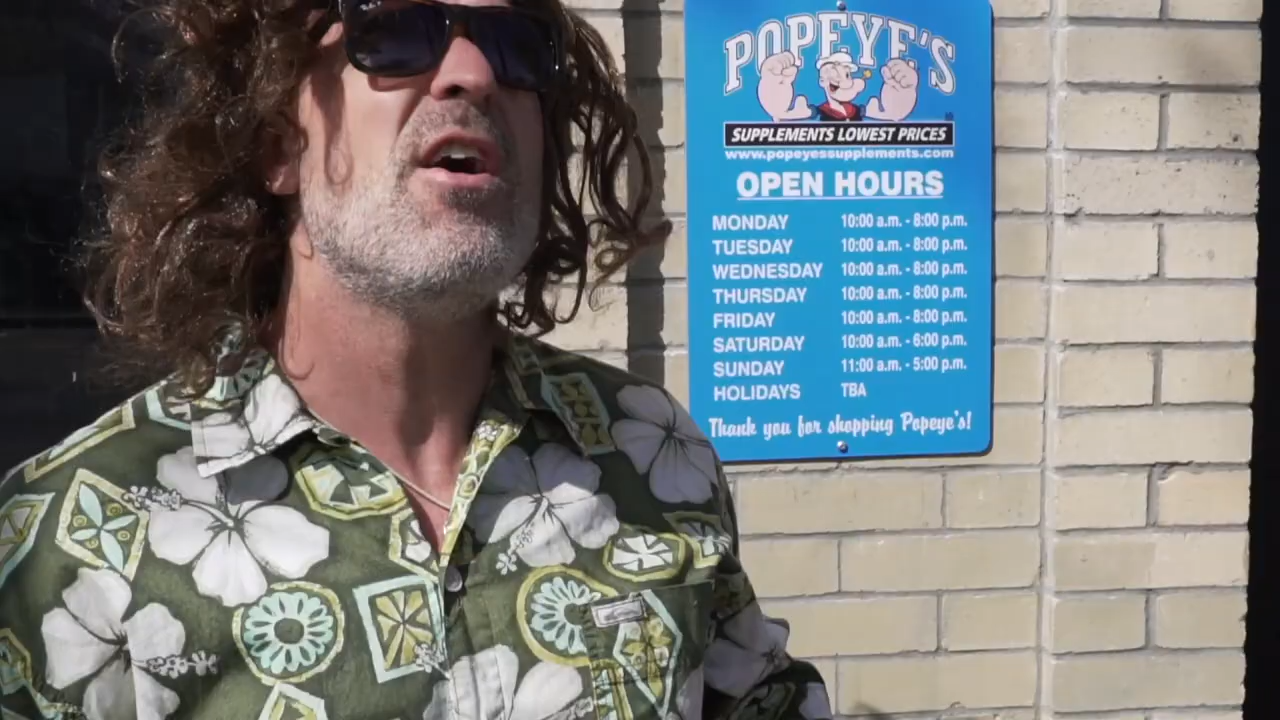 POPEYE'S
SUPPLEMENTS LOWEST PRICES
www.popeyessupplements.com
OPEN HOURS
MONDAY 10:00 a.m. - 8:00 p.m.
TUESDAY 10:00 a.m. - 8:00 p.m.
WEDNESDAY 10:00 a.m. - 8:00 p.m.
THURSDAY 10:00 a.m. - 8:00 p.m.
FRIDAY 10:00 a.m. - 8:00 p.m.
SATURDAY 10:00 a.m. - 6:00 p.m.
SUNDAY 11:00 a.m. - 5:00 p.m.
HOLIDAYS TBA
Thank you for shopping Popeye's!